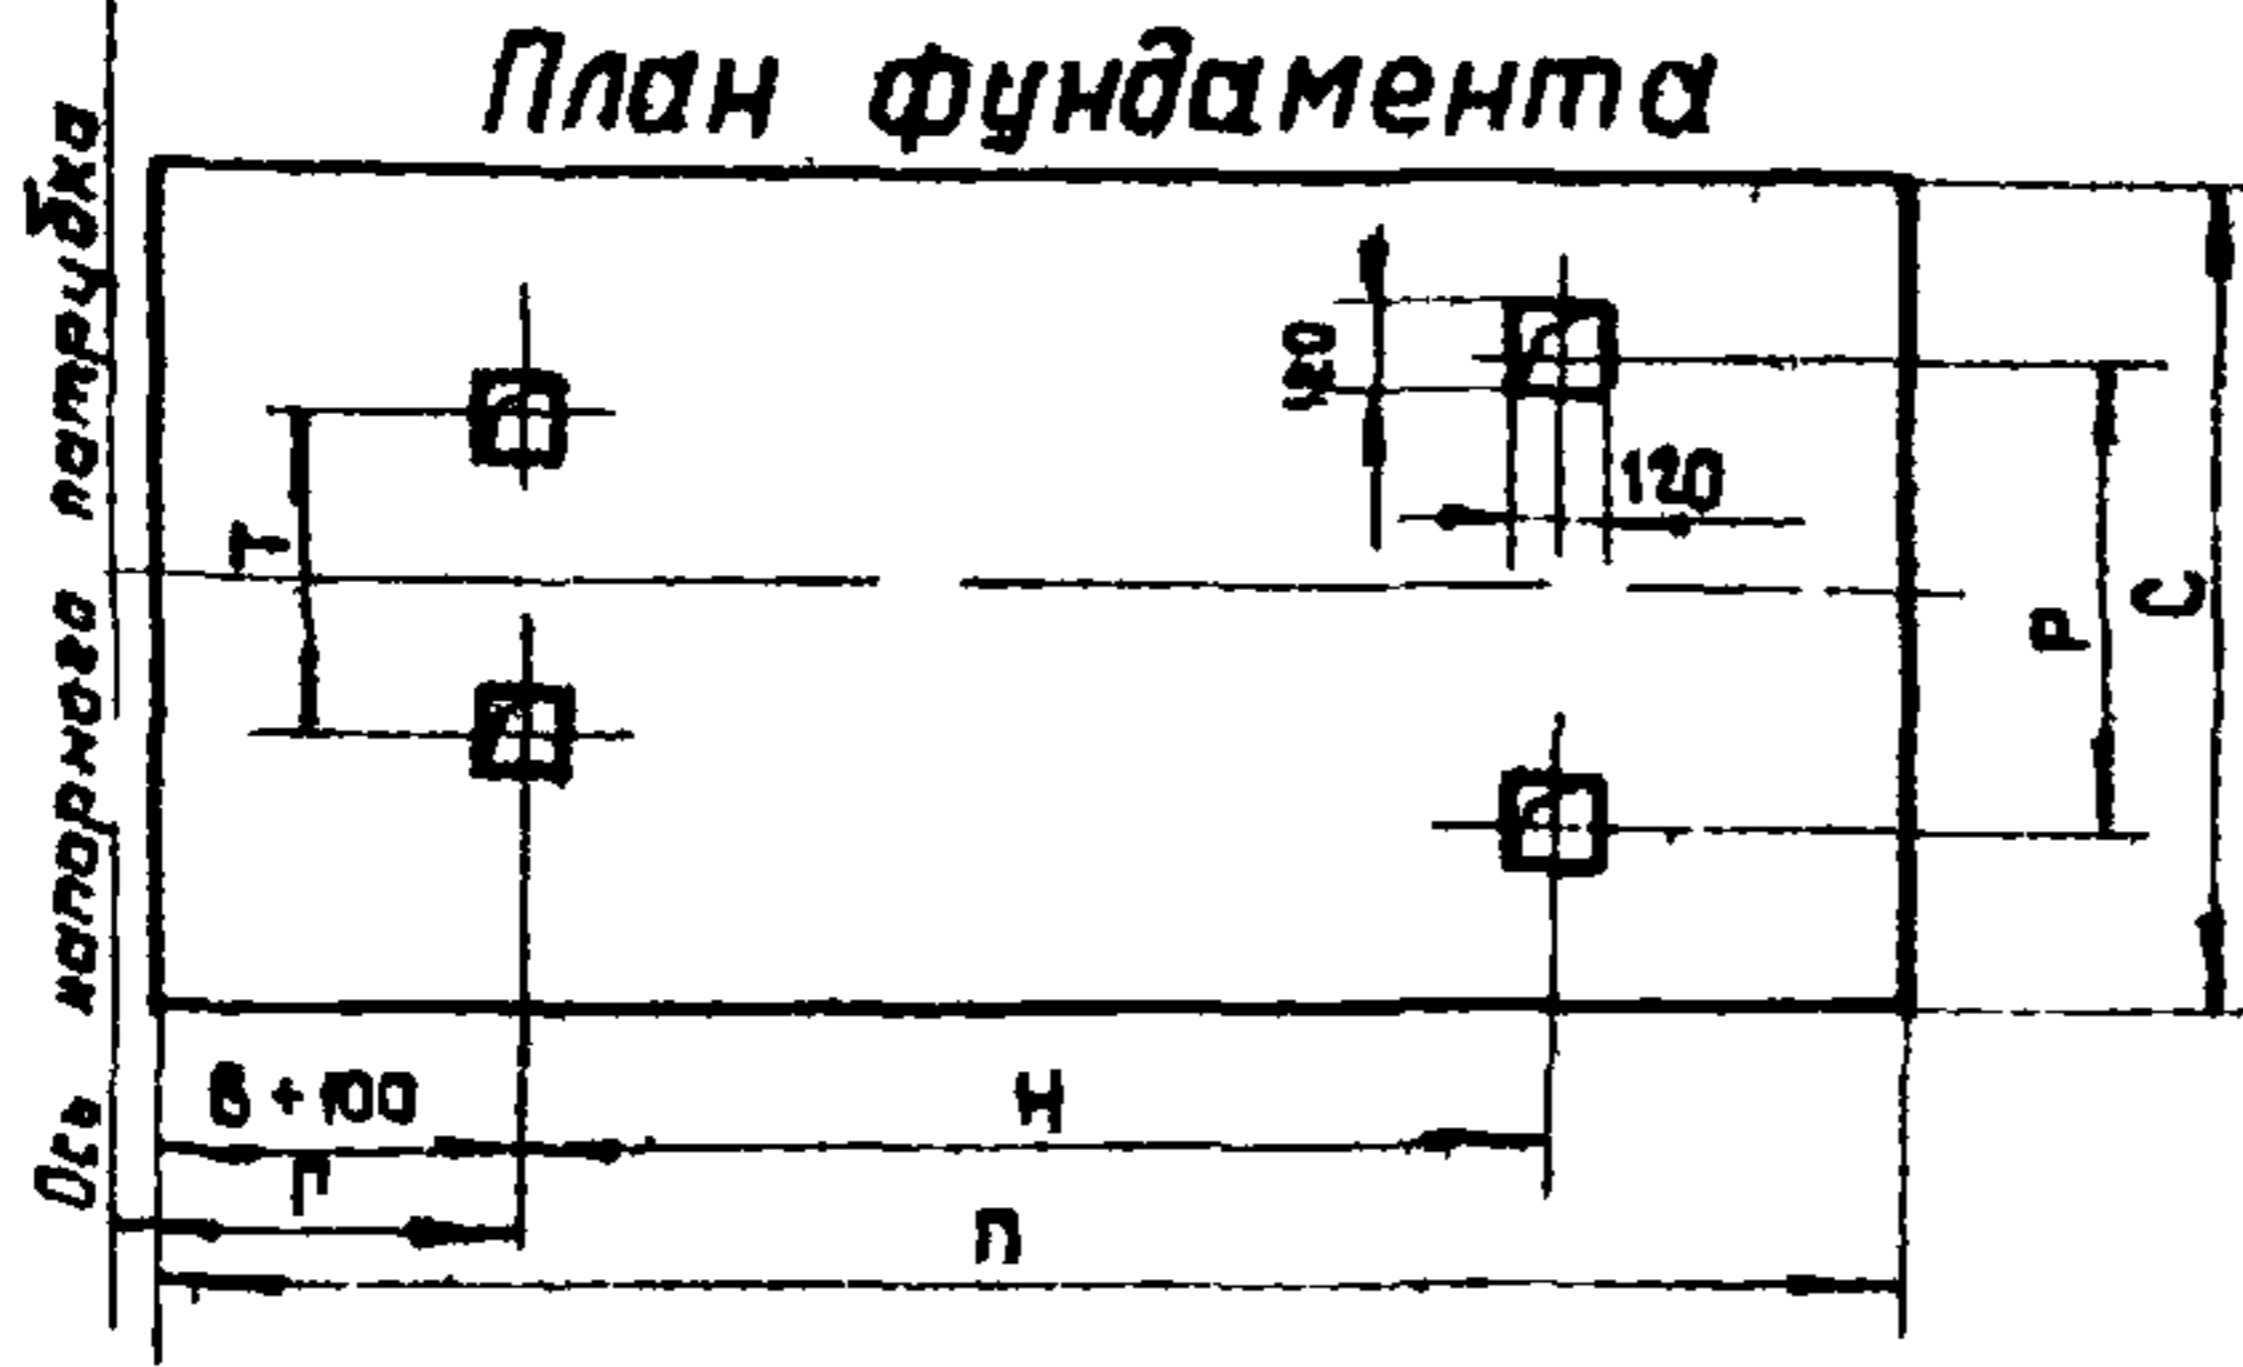 План фундамента
Ось напорного патрубка
120
120
Т
Р
С
в+100
Н
Г
П